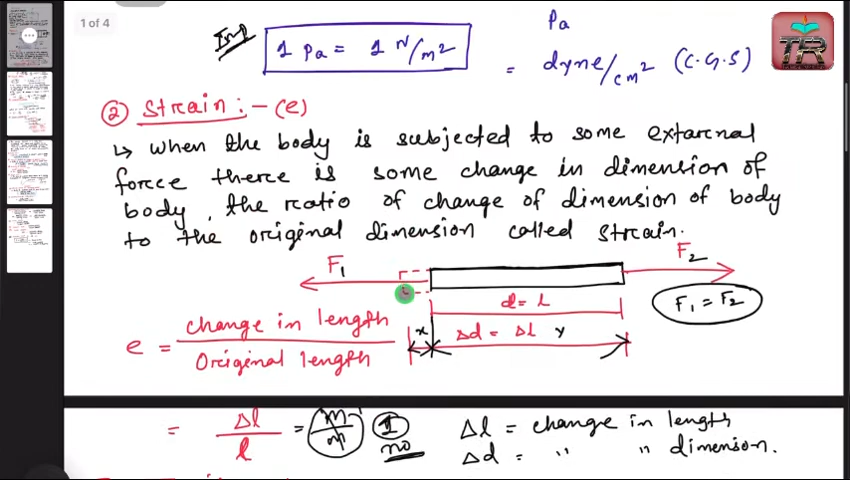 1 of 4
Imp
1 Pa = 1 N/m²
Pa
= dyne/cm² (C.G.S)
TR
② Strain :- (e)
↳ When the body is subjected to some external
force there is some change in dimension of
body, the ratio of change of dimension of body
to the original dimension called strain.
F₁
F₂
d = L
F₁ = F₂
e = change in length / Original length
x
Δd = Δl y
= Δl / l = m / m 1
no
Δl = change in length
Δd = " " dimension.